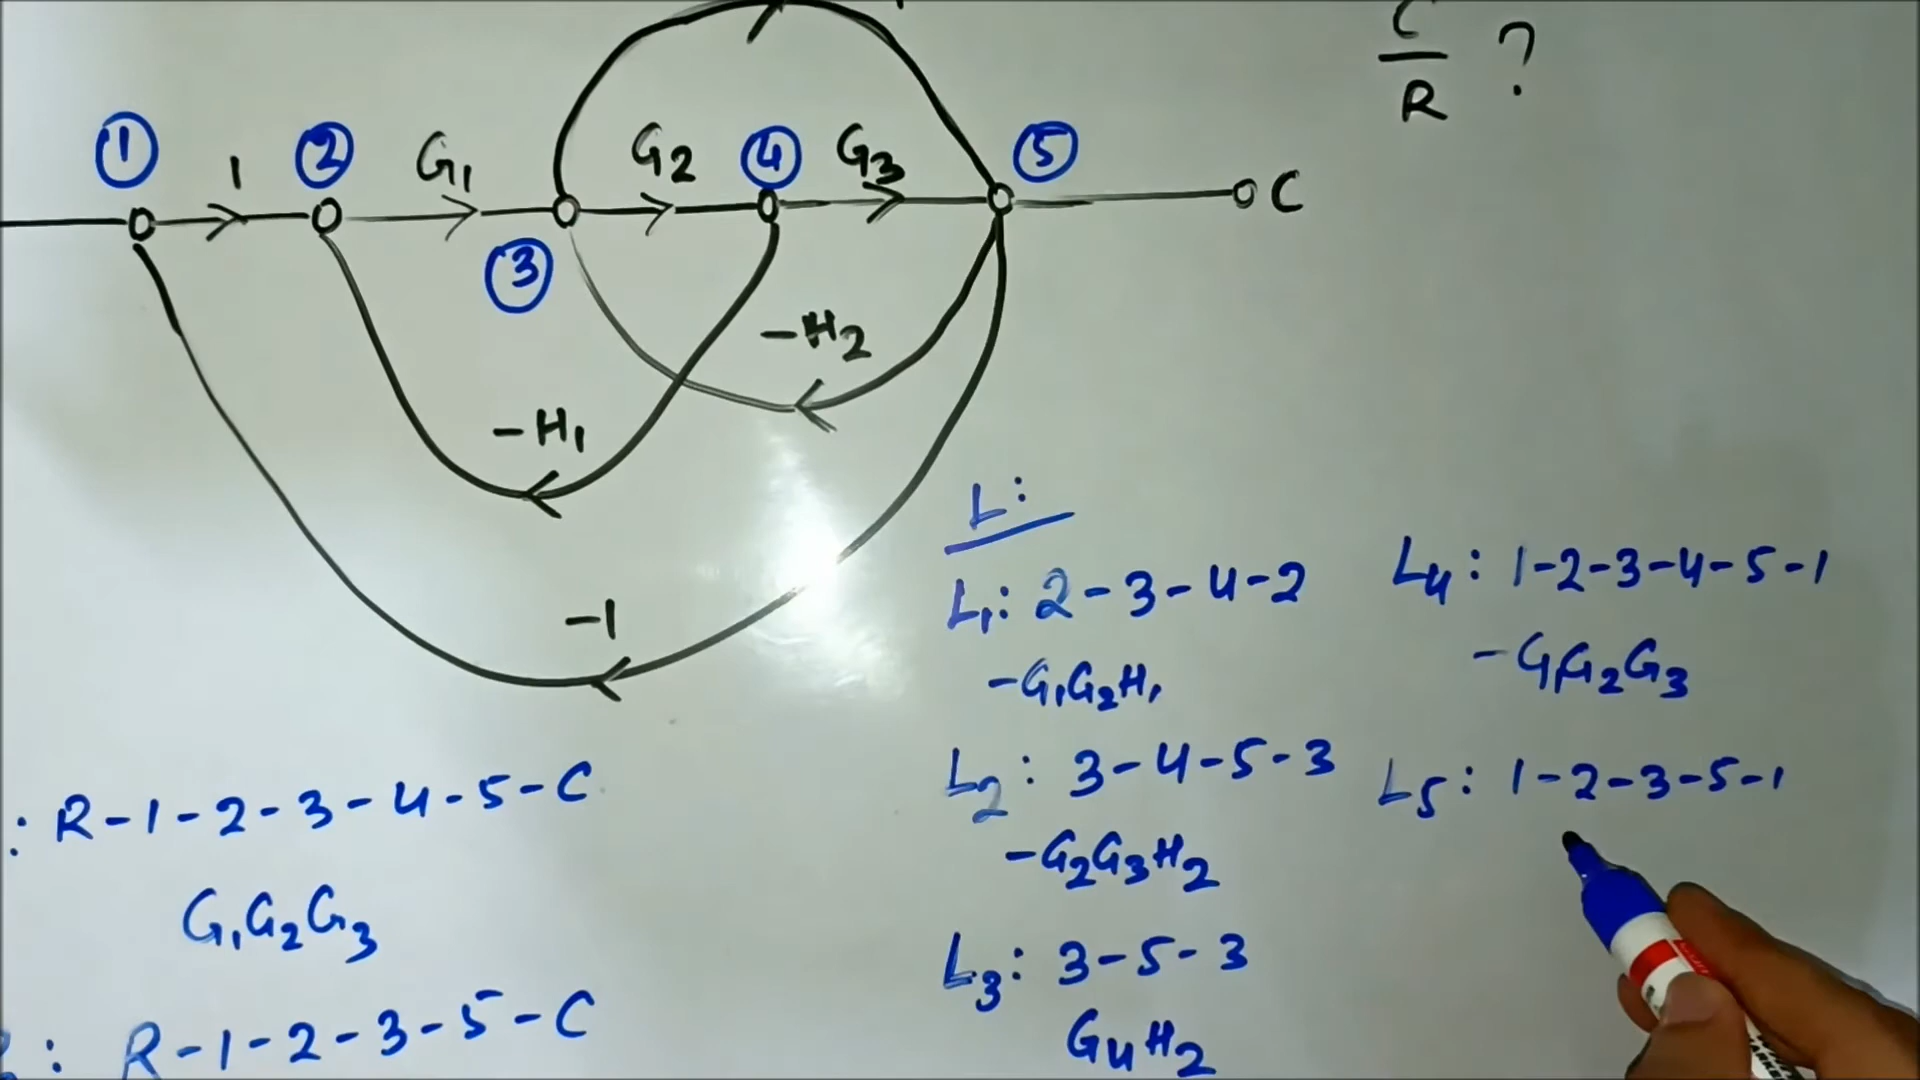 C
R
?
1
1
2
G1
G2
4
G3
5
C
3
-H2
-H1
-1
L:
L1: 2-3-4-2
-G1G2H1
L2: 3-4-5-3
-G2G3H2
L3: 3-5-3
G4H2
L4: 1-2-3-4-5-1
-G1G2G3
L5: 1-2-3-5-1
: R-1-2-3-4-5-C
G1G2G3
: R-1-2-3-5-C